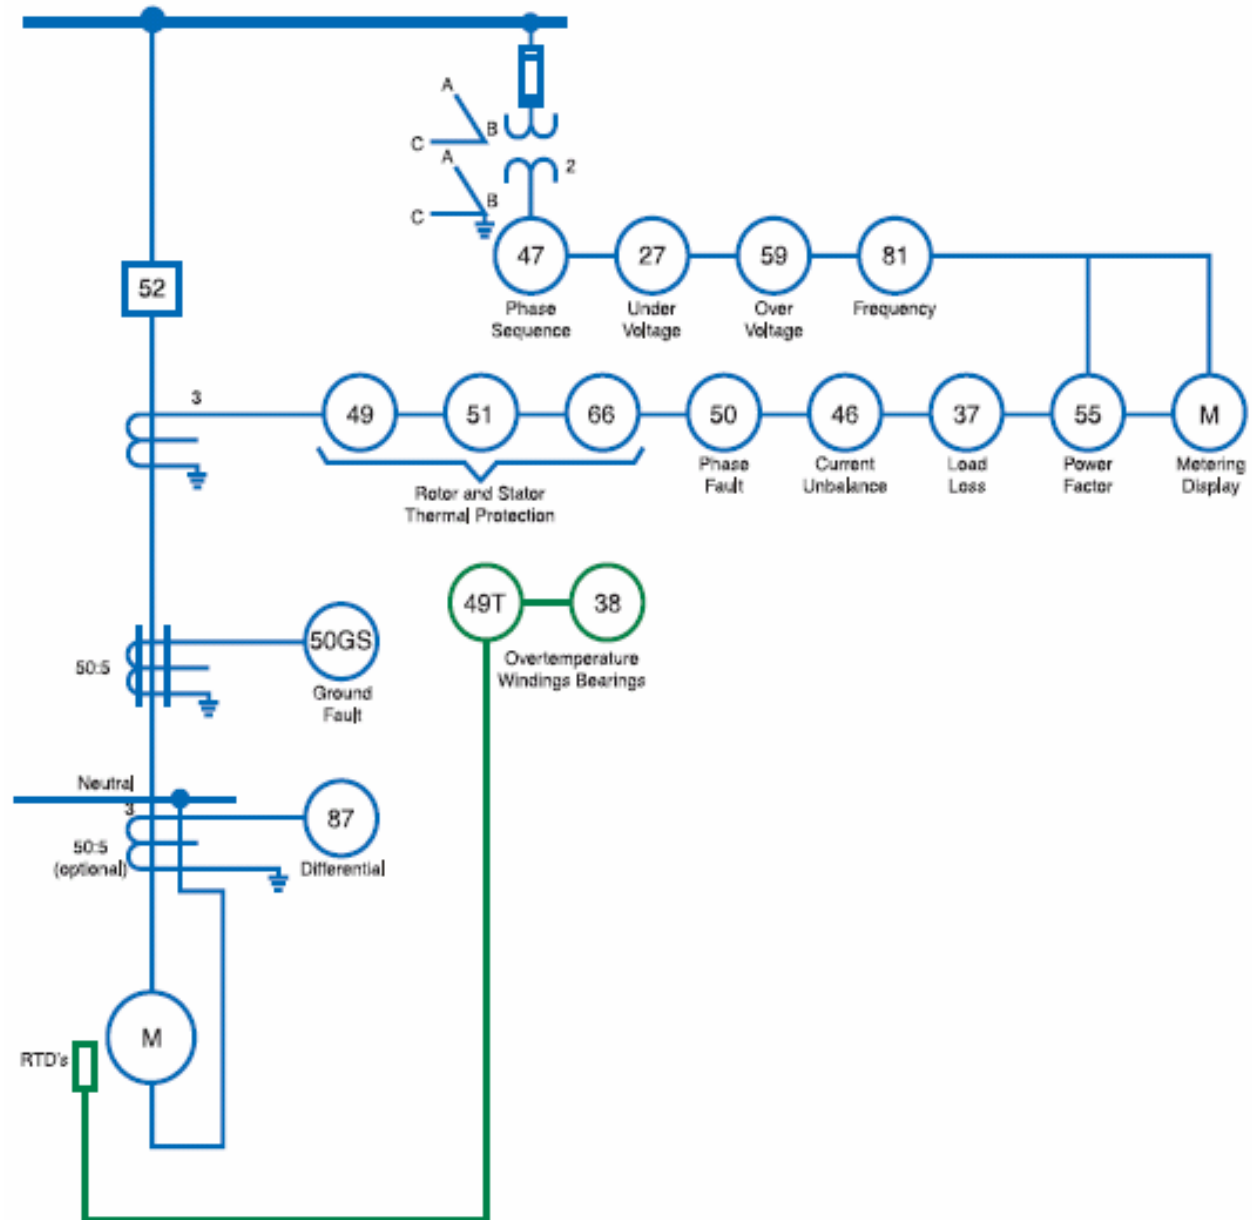 A
B
C
A
2
B
C
47
27
59
81
Phase
Sequence
Under
Voltage
Over
Voltage
Frequency
52
3
49
51
66
50
46
37
55
M
Phase
Fault
Current
Unbalance
Load
Loss
Power
Factor
Metering
Display
Rotor and Stator
Thermal Protection
49T
38
Overtemperature
Windings Bearings
50:5
50GS
Ground
Fault
Neutral
3
50:5
(optional)
87
Differential
M
RTD's